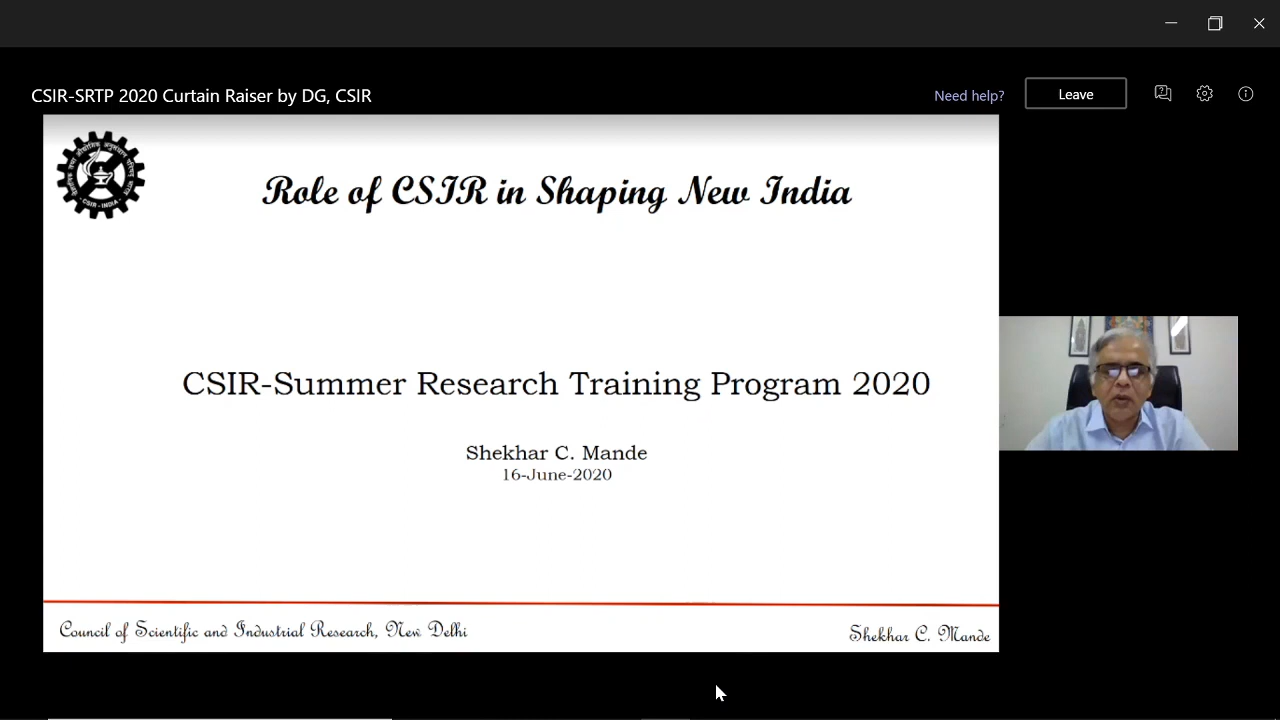 CSIR-SRTP 2020 Curtain Raiser by DG, CSIR
Need help?
Leave
Role of CSIR in Shaping New India
CSIR-INDIA
CSIR-Summer Research Training Program 2020
Shekhar C. Mande
16-June-2020
Council of Scientific and Industrial Research, New Delhi
Shekhar C. Mande